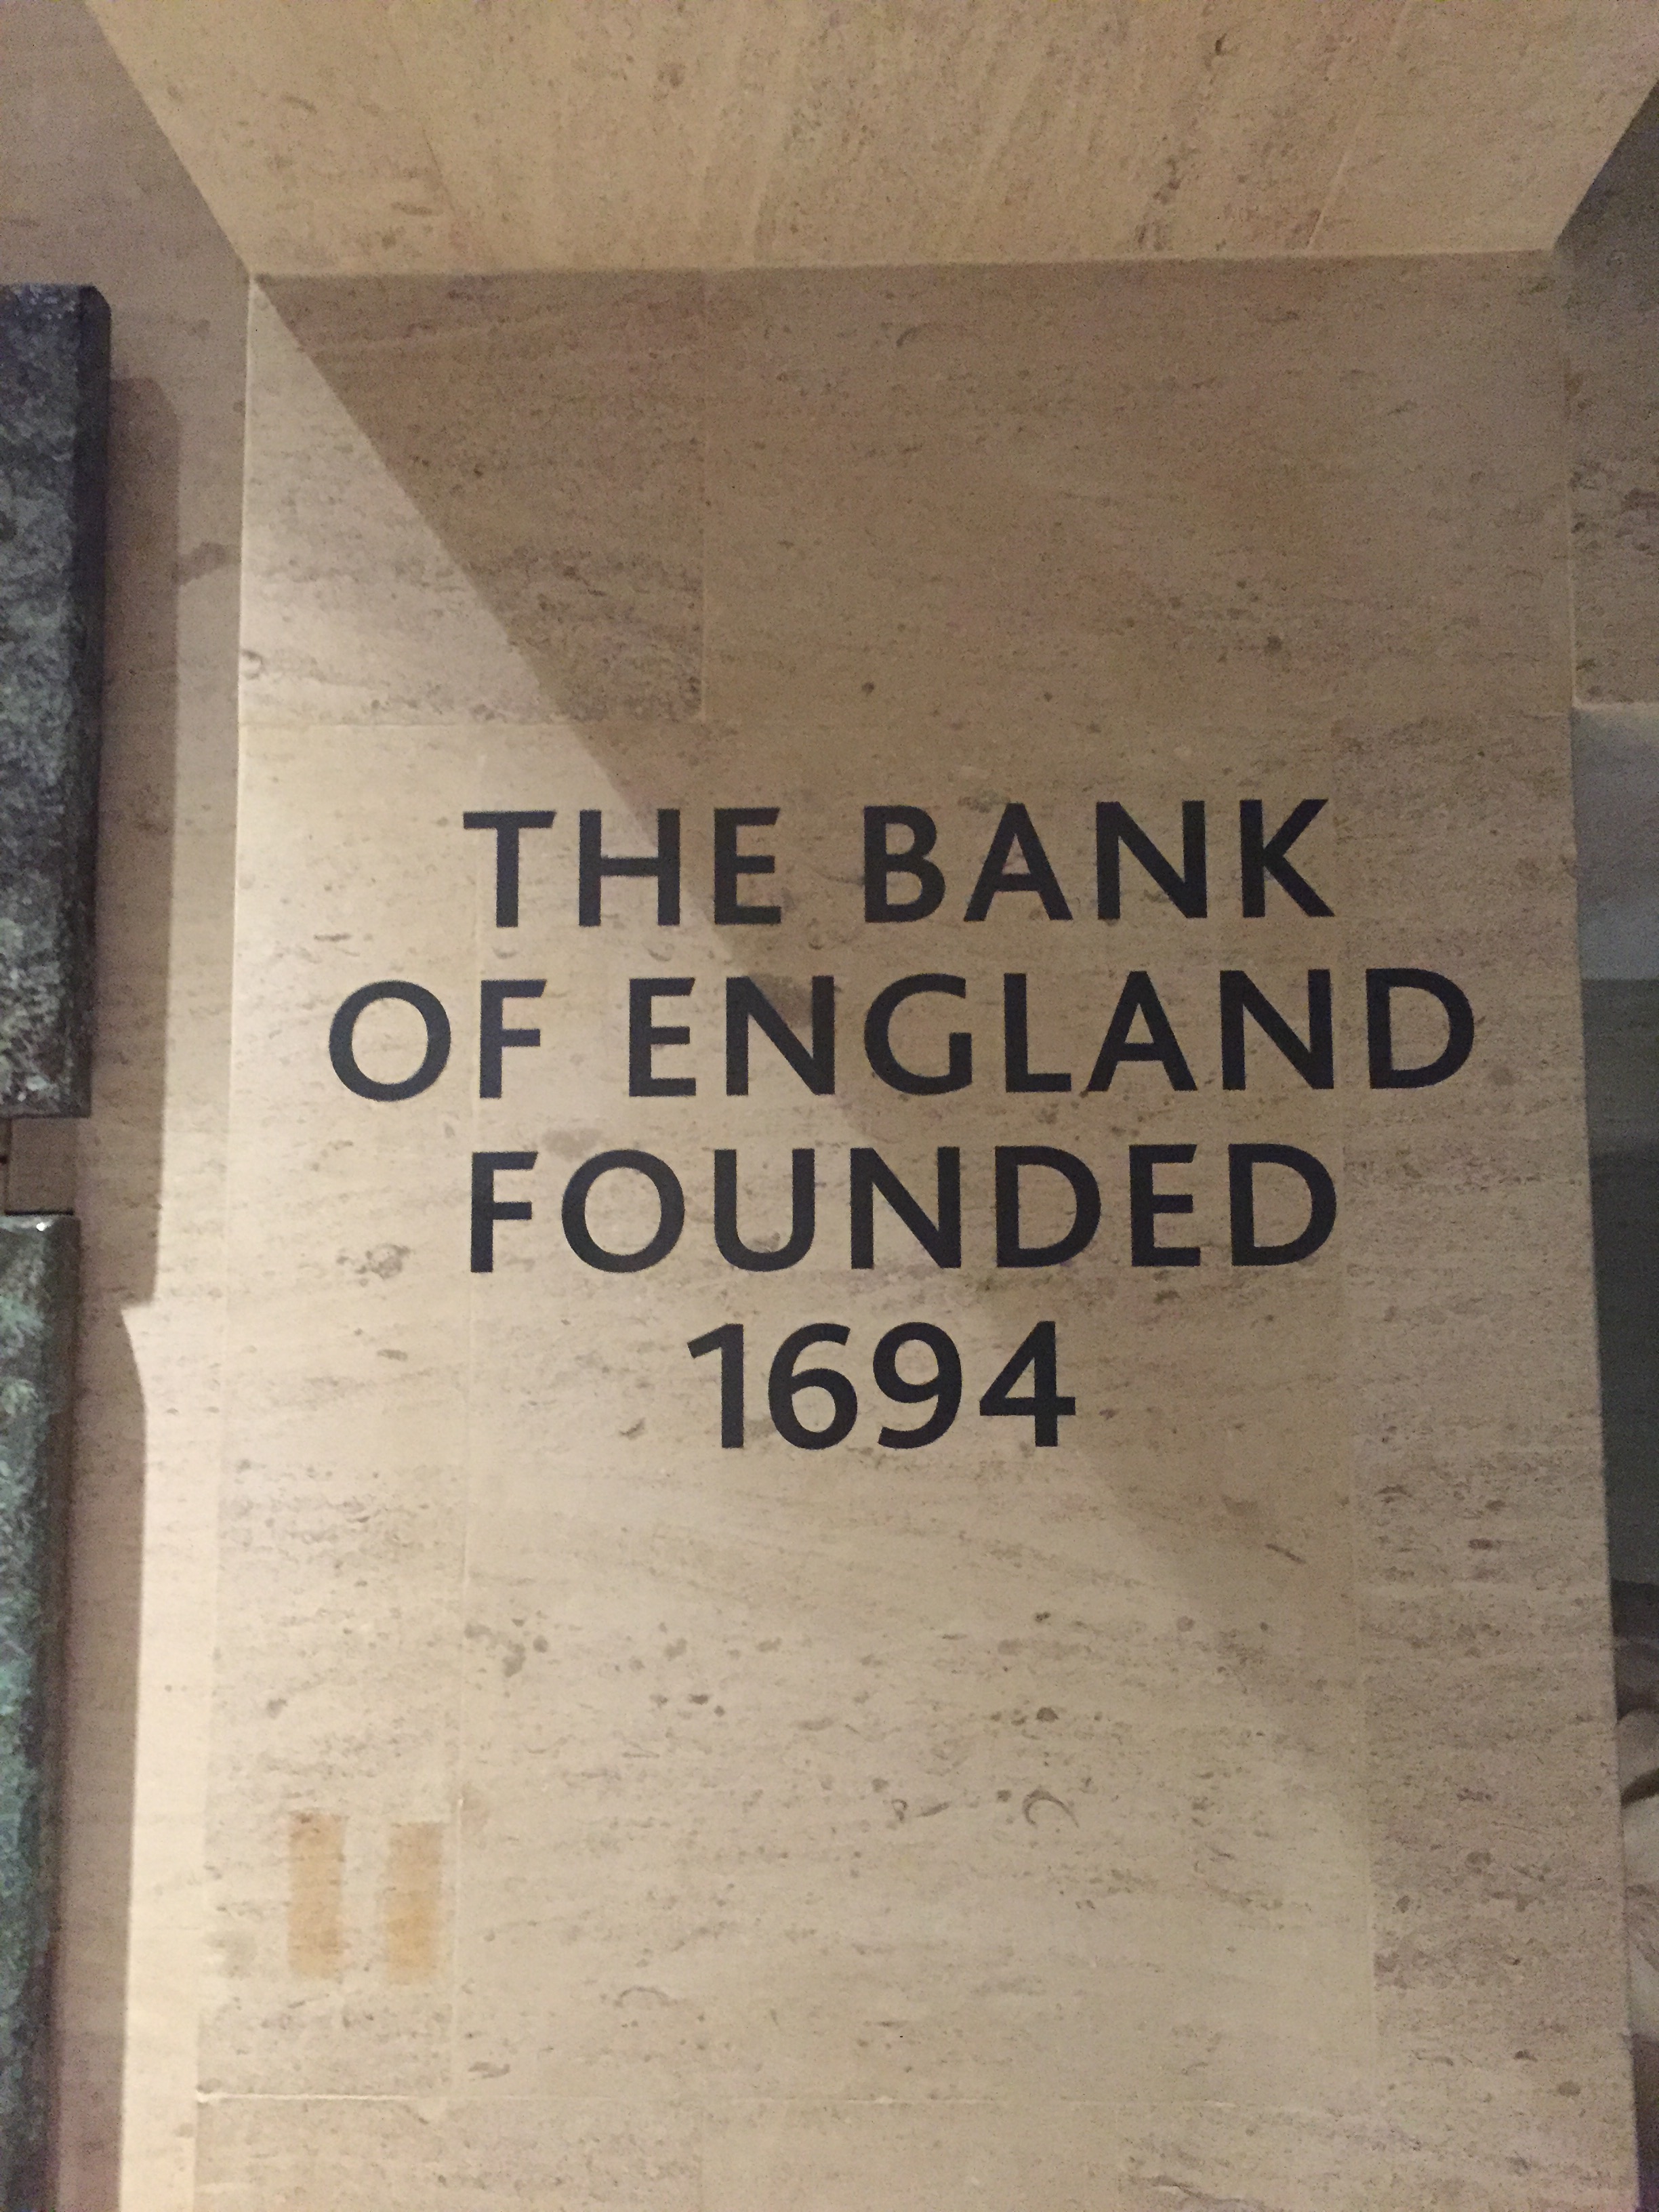 THE BANK
OF ENGLAND
FOUNDED
1694